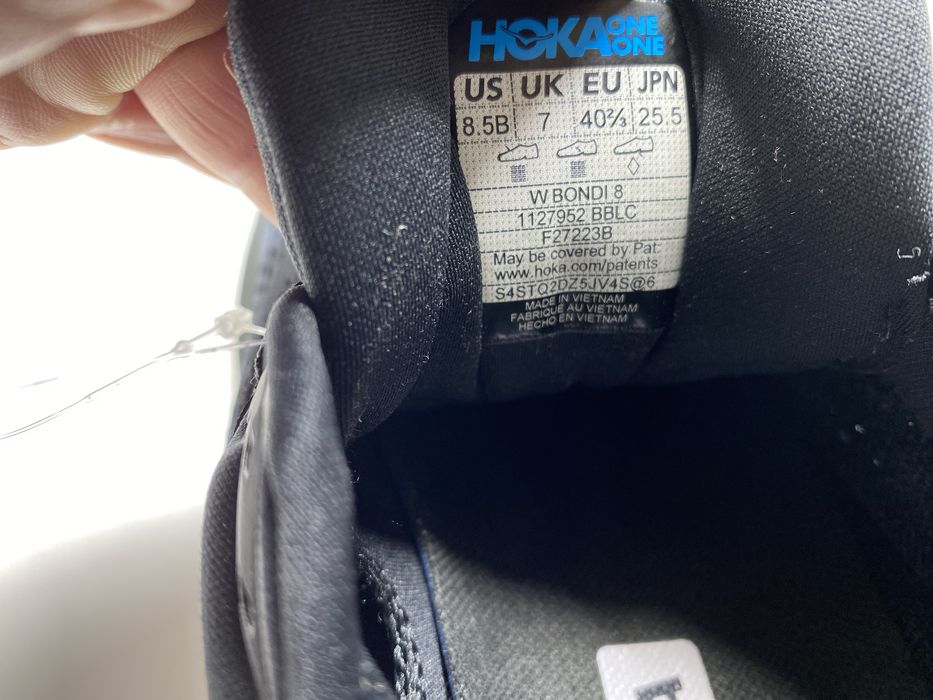 HOKA ONE ONE
US UK EU JPN
8.5B 7 40⅔ 25.5
W BONDI 8
1127952 BBLC
F27223B
May be covered by Pat.
www.hoka.com/patents
S4STQ2DZ5JV4S@6
MADE IN VIETNAM
FABRIQUÉ AU VIETNAM
HECHO EN VIETNAM